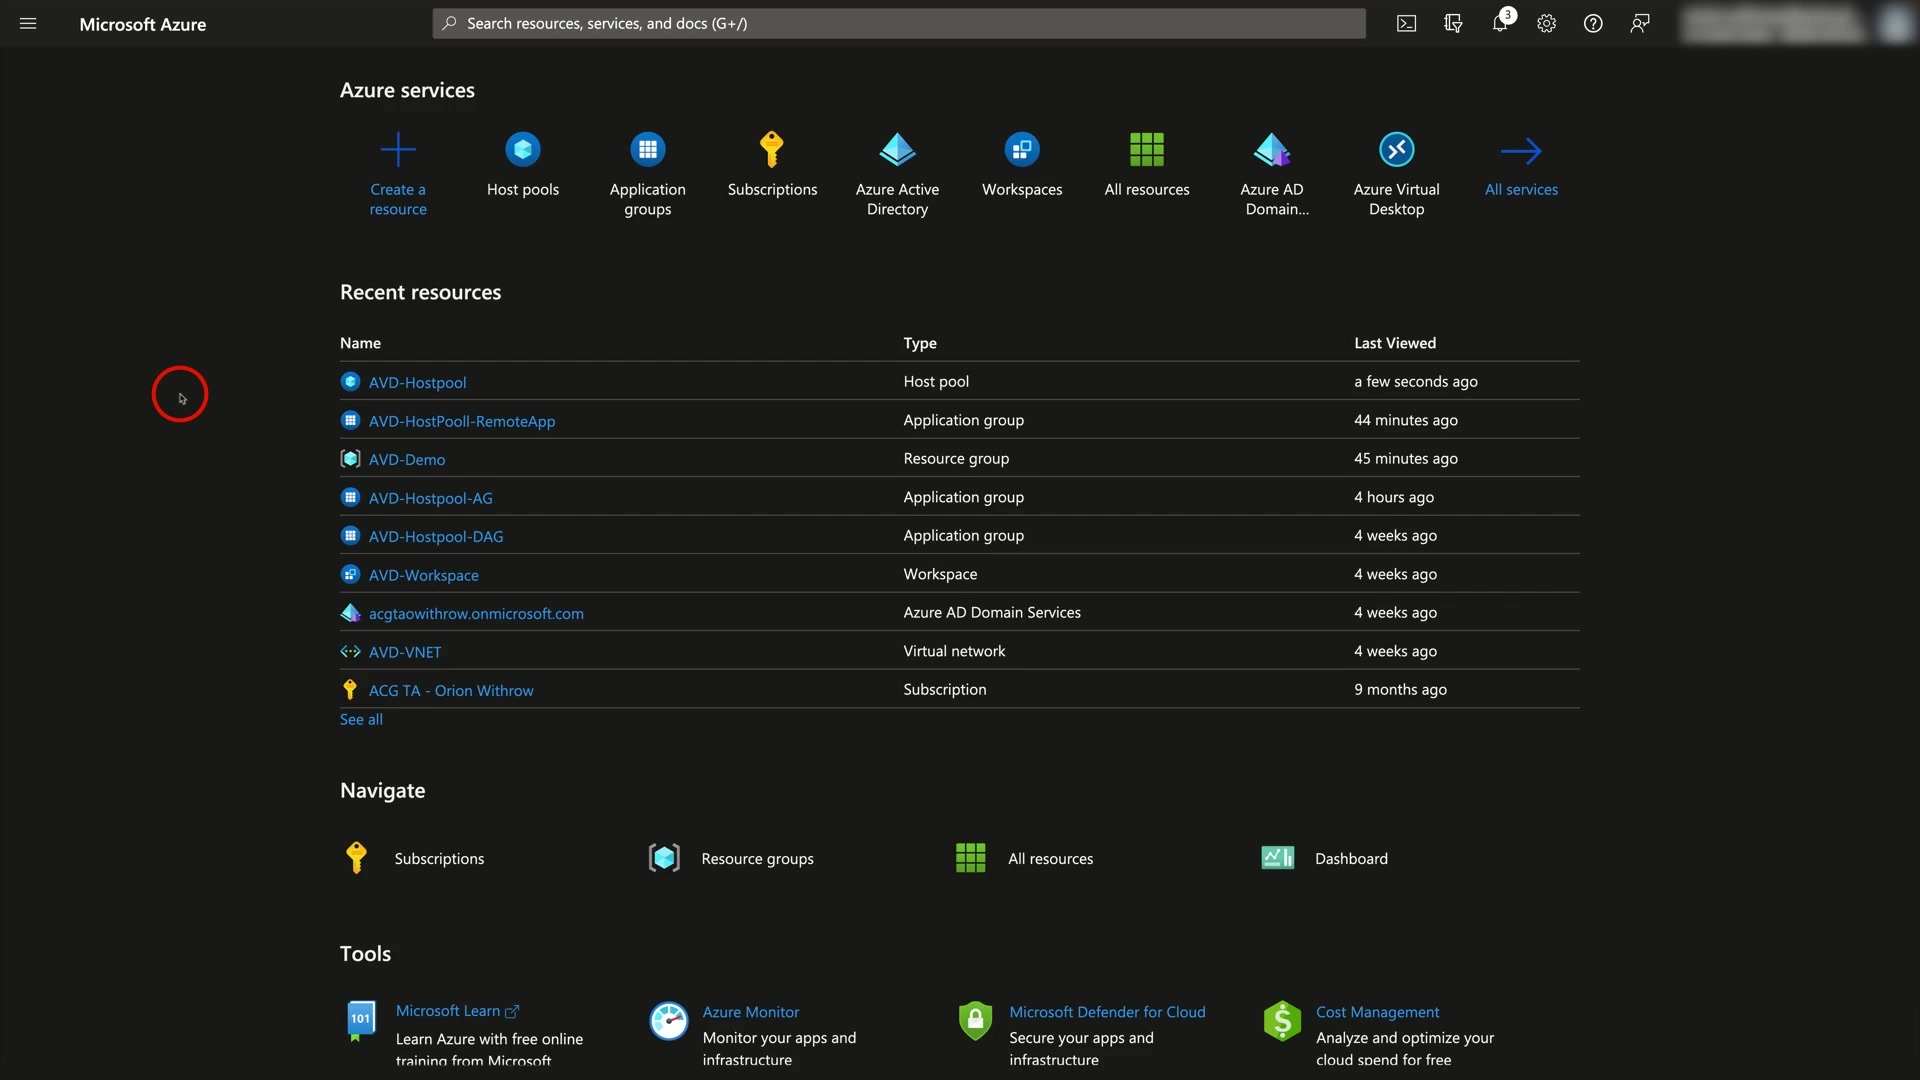 Microsoft Azure
Search resources, services, and docs (G+/)
3
Azure services
Create a resource
Host pools
Application groups
Subscriptions
Azure Active Directory
Workspaces
All resources
Azure AD Domain...
Azure Virtual Desktop
All services
Recent resources
Name Type Last Viewed
AVD-Hostpool Host pool a few seconds ago
AVD-HostPooll-RemoteApp Application group 44 minutes ago
AVD-Demo Resource group 45 minutes ago
AVD-Hostpool-AG Application group 4 hours ago
AVD-Hostpool-DAG Application group 4 weeks ago
AVD-Workspace Workspace 4 weeks ago
acgtaowithrow.onmicrosoft.com Azure AD Domain Services 4 weeks ago
AVD-VNET Virtual network 4 weeks ago
ACG TA - Orion Withrow Subscription 9 months ago
See all
Navigate
Subscriptions
Resource groups
All resources
Dashboard
Tools
101
Microsoft Learn
Learn Azure with free online
training from Microsoft
Azure Monitor
Monitor your apps and
infrastructure
Microsoft Defender for Cloud
Secure your apps and
infrastructure
Cost Management
Analyze and optimize your
cloud spend for free